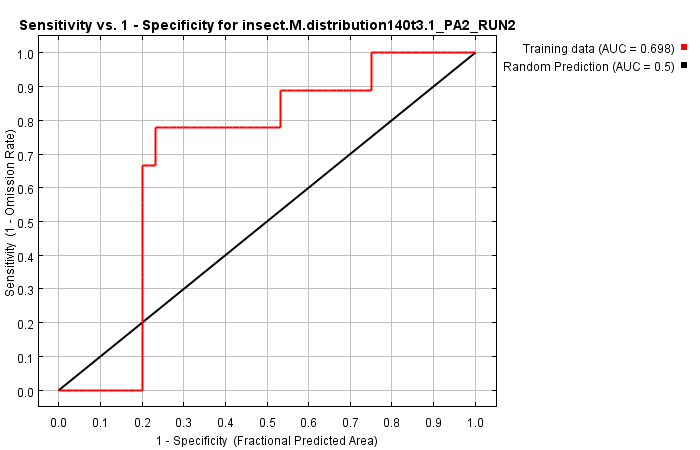 Sensitivity vs. 1 - Specificity for insect.M.distribution140t3.1_PA2_RUN2
Training data (AUC = 0.698)
Random Prediction (AUC = 0.5)
Sensitivity (1 - Omission Rate)
1.0
0.9
0.8
0.7
0.6
0.5
0.4
0.3
0.2
0.1
0.0
0.0 0.1 0.2 0.3 0.4 0.5 0.6 0.7 0.8 0.9 1.0
1 - Specificity (Fractional Predicted Area)